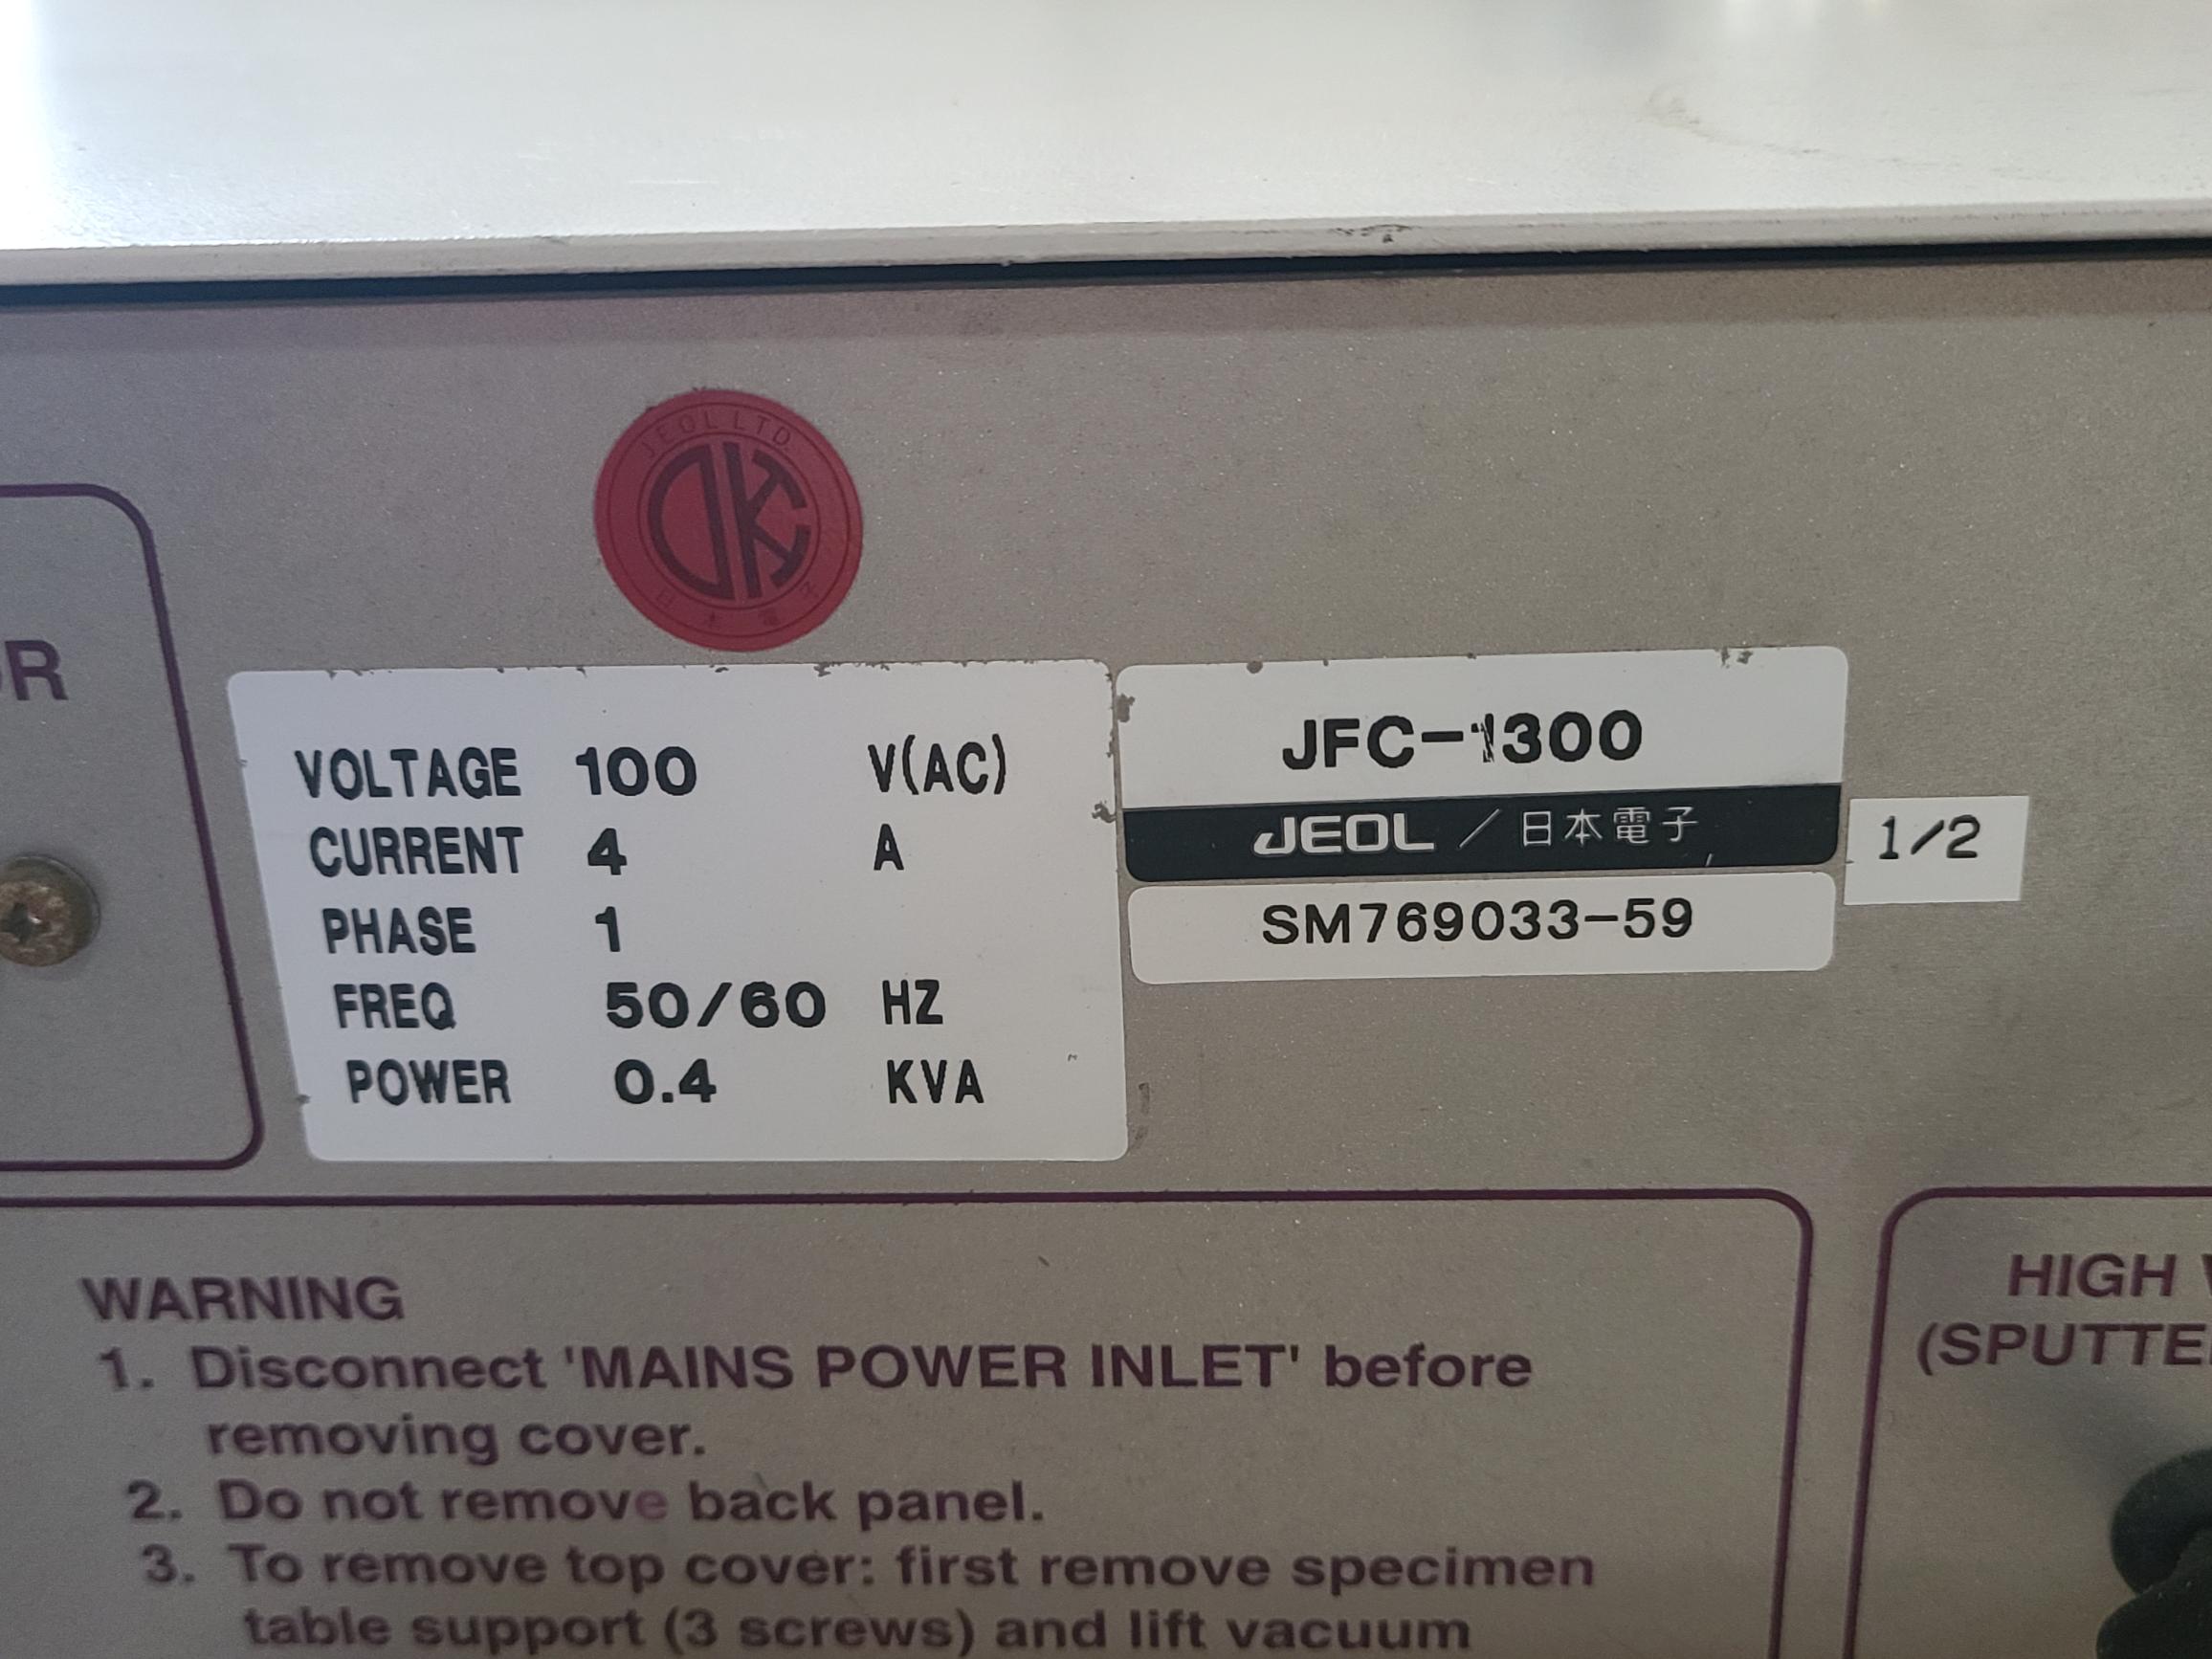 JEOL LTD.
OK
日本電子
OR
VOLTAGE 100 V(AC)
CURRENT 4 A
PHASE 1
FREQ 50/60 HZ
POWER 0.4 KVA
JFC-1300
JEOL / 日本電子
1/2
SM769033-59
WARNING
1. Disconnect 'MAINS POWER INLET' before
removing cover.
2. Do not remove back panel.
3. To remove top cover: first remove specimen
table support (3 screws) and lift vacuum
HIGH
(SPUTTE